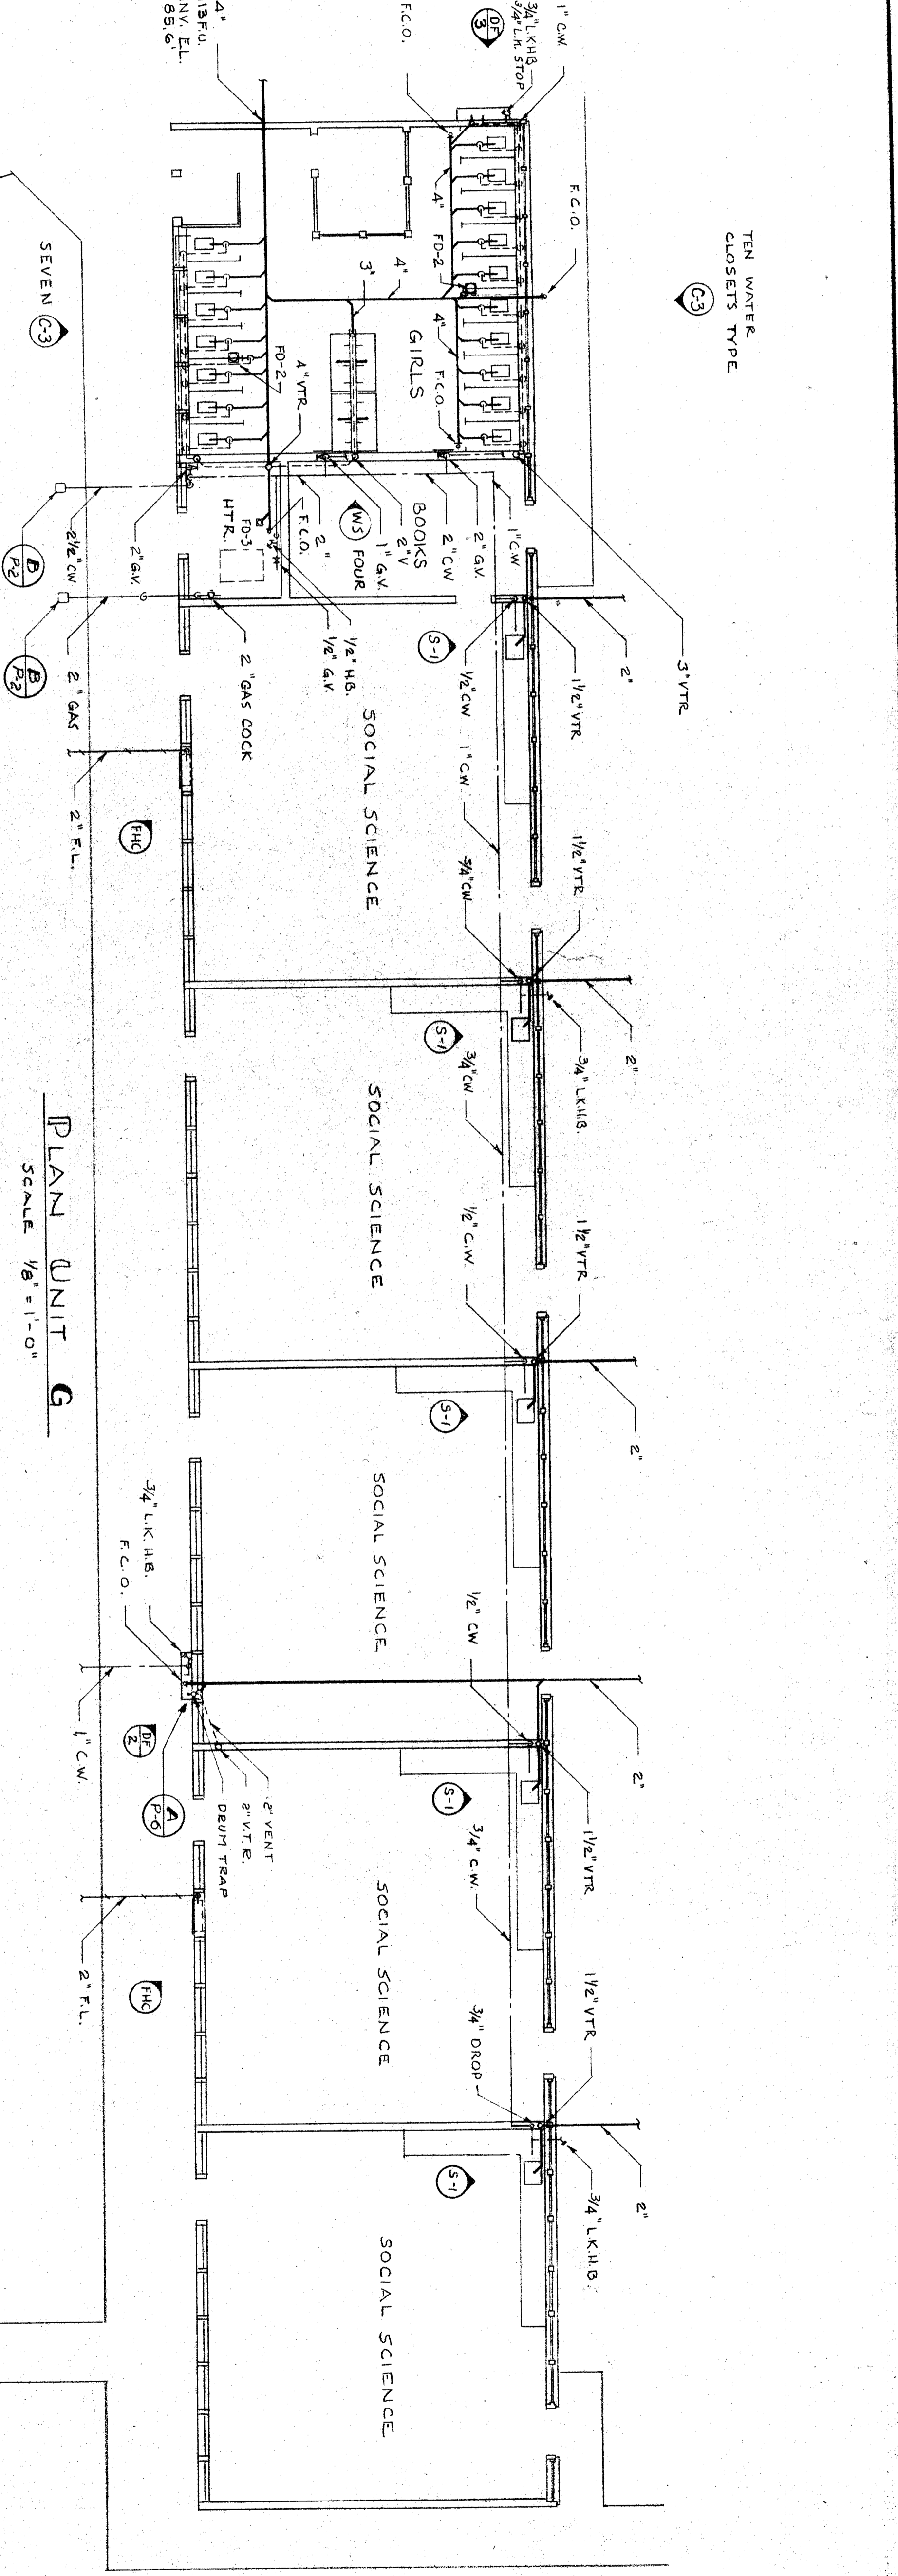 TEN WATER
CLOSETS TYPE
C-3
1" C.W.
3/4" L.K.H.B.
3/4" L.K. STOP
DF
3
F.C.O.
F.C.O.
4"
113 F.U.
INV. EL.
85.6'
4"
FD-2
4"
F.C.O.
GIRLS
4"
3"
FD-2
4" VTR
SEVEN C-3
3" VTR
1" C.W
2" G.V.
2" CW
BOOKS
2" V
1" G.V.
WS FOUR
2"
F.C.O.
FD-3
HTR.
1/2" H.B.
1/2" G.V.
2" G.V.
2 1/2" CW
B
P-2
2" GAS COCK
2" GAS
B
P-2
2"
1 1/2" VTR
S-1
1/2" CW
1" CW
SOCIAL SCIENCE
2" F.L.
FHC
3/4" CW
1 1/2" VTR
2"
3/4" L.K.H.B.
S-1
3/4" CW
SOCIAL SCIENCE
1/2" C.W.
1 1/2" VTR
2"
S-1
SOCIAL SCIENCE
3/4" L.K.H.B.
F.C.O.
1" C.W.
DF
2
A
P-6
2" VENT
2" V.T.R.
DRUM TRAP
1/2" CW
2"
1 1/2" VTR
S-1
3/4" C.W.
SOCIAL SCIENCE
2" F.L.
FHC
3/4" DROP
1 1/2" VTR
2"
3/4" L.K.H.B.
S-1
SOCIAL SCIENCE
PLAN UNIT G
SCALE 1/8" = 1'-0"